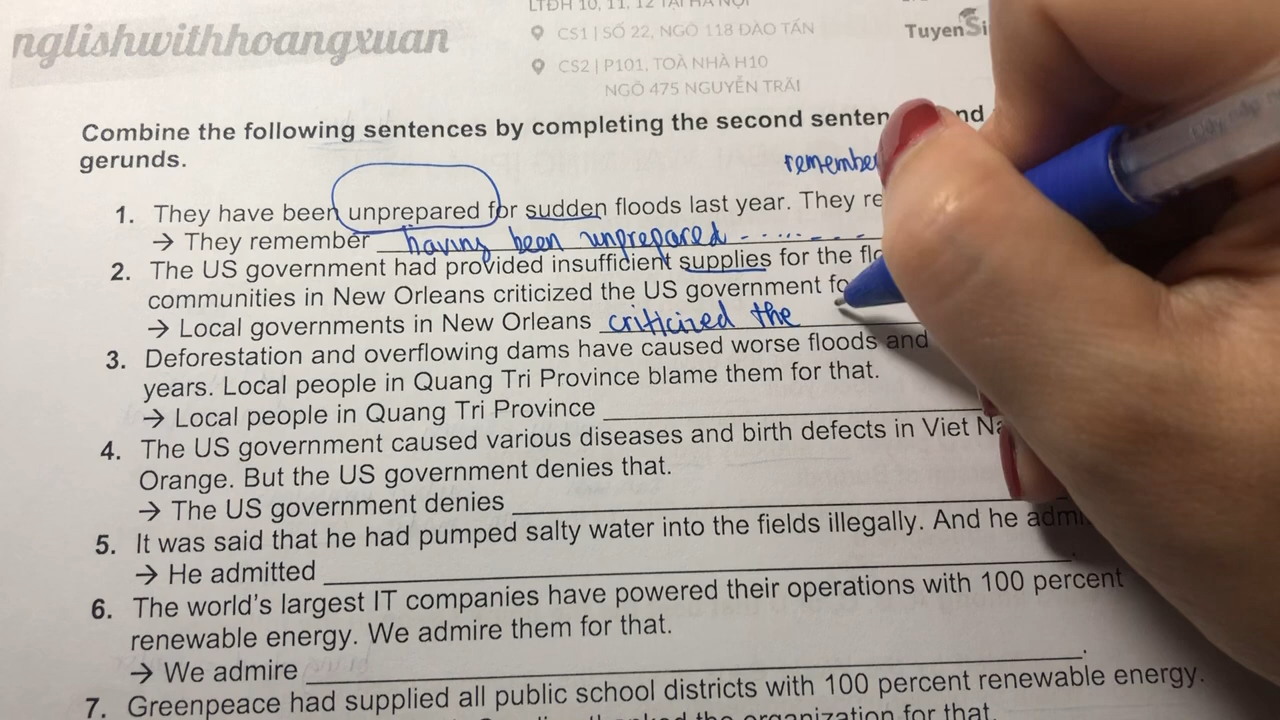 nglishwithhoangxuan
LTĐH 10, 11, 12 TẠI HÀ NỘI
CS1 | SỐ 22, NGÕ 118 ĐÀO TẤN
CS2 | P101, TOÀ NHÀ H10
NGÕ 475 NGUYỄN TRÃI
TuyenSi
Combine the following sentences by completing the second senten nd
gerunds.
remember
1. They have been unprepared for sudden floods last year. They re
→ They remember having been unprepared
2. The US government had provided insufficient supplies for the flo
communities in New Orleans criticized the US government fo
→ Local governments in New Orleans criticized the
3. Deforestation and overflowing dams have caused worse floods and
years. Local people in Quang Tri Province blame them for that.
→ Local people in Quang Tri Province
4. The US government caused various diseases and birth defects in Viet Na
Orange. But the US government denies that.
→ The US government denies
5. It was said that he had pumped salty water into the fields illegally. And he admi
→ He admitted
6. The world's largest IT companies have powered their operations with 100 percent
renewable energy. We admire them for that.
→ We admire
7. Greenpeace had supplied all public school districts with 100 percent renewable energy.
the organization for that.